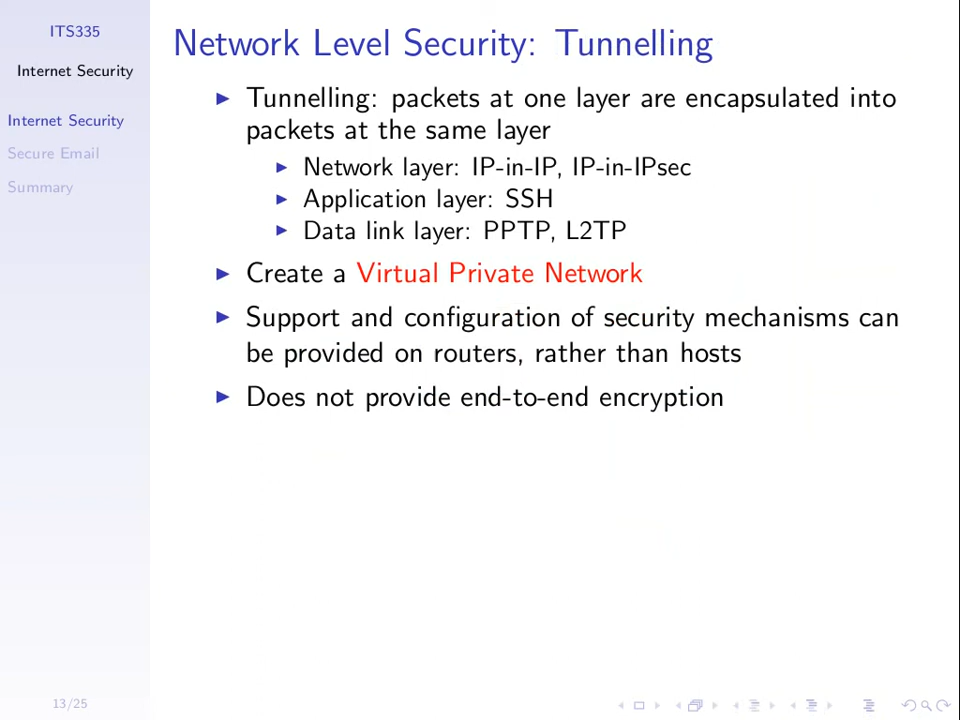 ITS335
Internet Security
Internet Security
Secure Email
Summary
Network Level Security: Tunnelling
Tunnelling: packets at one layer are encapsulated into
packets at the same layer
Network layer: IP-in-IP, IP-in-IPsec
Application layer: SSH
Data link layer: PPTP, L2TP
Create a Virtual Private Network
Support and configuration of security mechanisms can
be provided on routers, rather than hosts
Does not provide end-to-end encryption
13/25